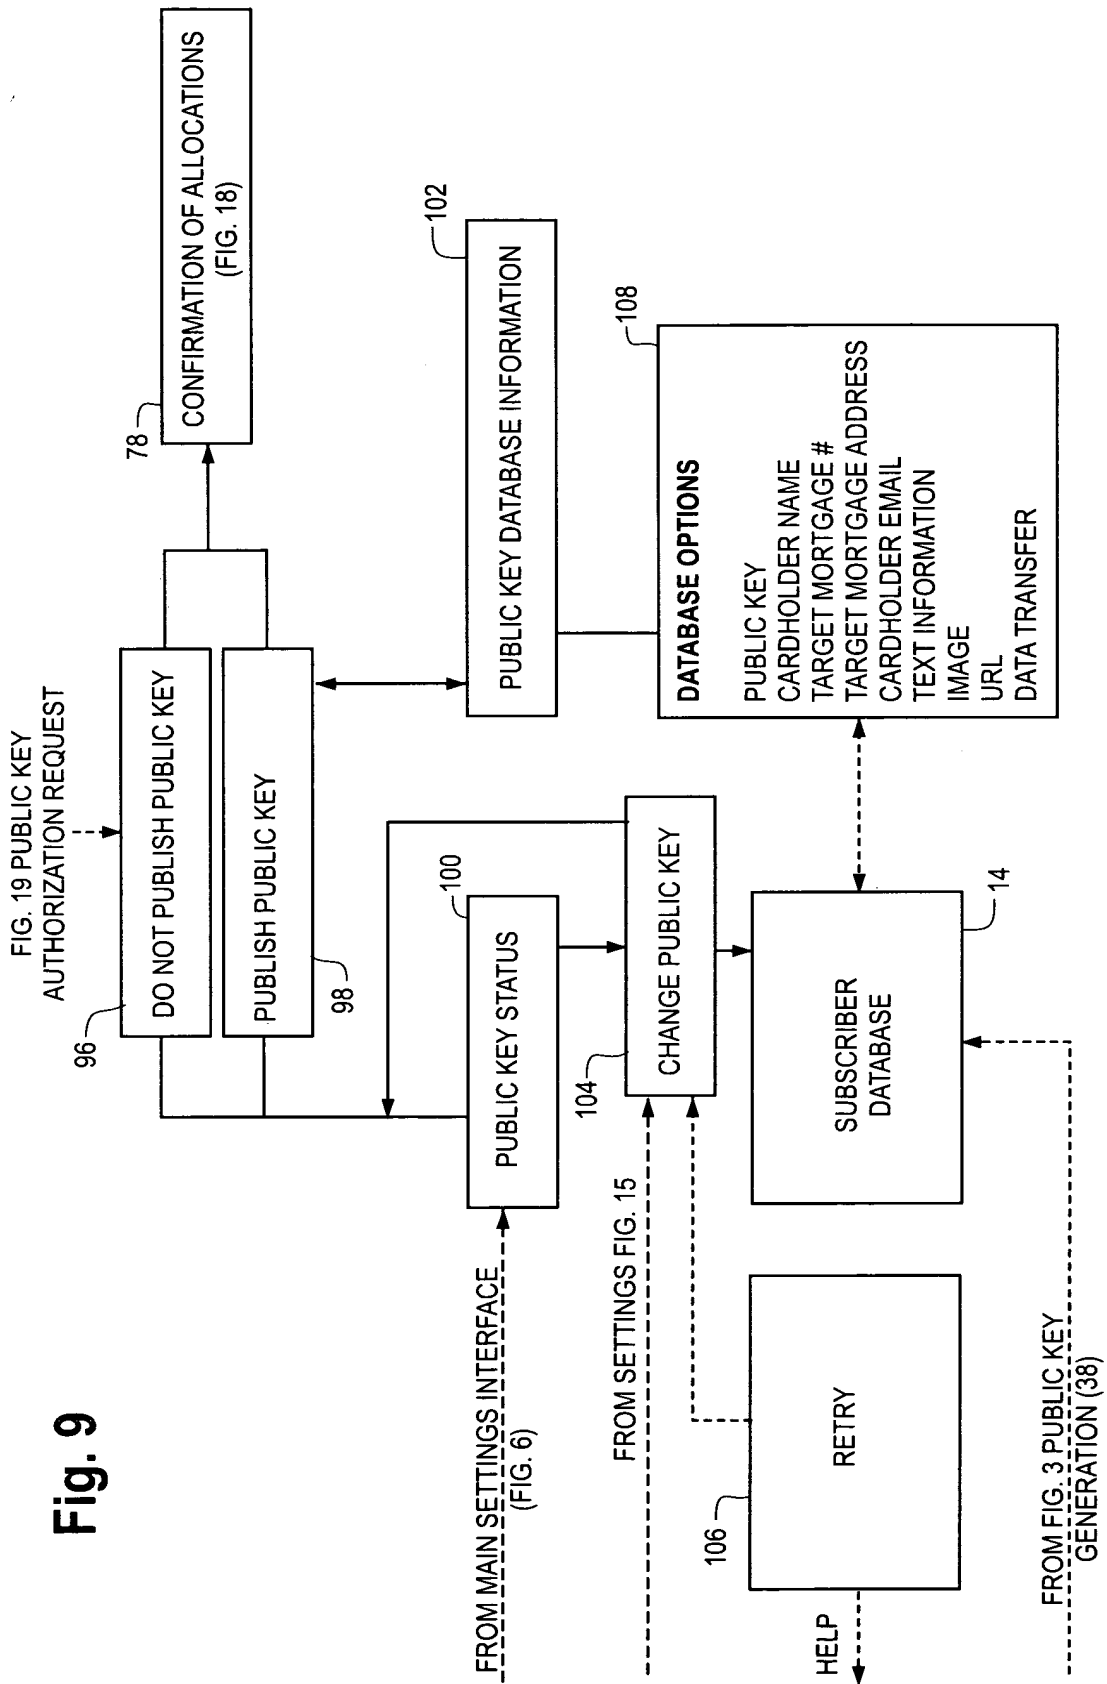 Fig. 9
FIG. 19 PUBLIC KEY
AUTHORIZATION REQUEST
96
DO NOT PUBLISH PUBLIC KEY
PUBLISH PUBLIC KEY
98
78
CONFIRMATION OF ALLOCATIONS
(FIG. 18)
FROM MAIN SETTINGS INTERFACE
(FIG. 6)
PUBLIC KEY STATUS
100
PUBLIC KEY DATABASE INFORMATION
102
FROM SETTINGS FIG. 15
104
CHANGE PUBLIC KEY
106
RETRY
HELP
SUBSCRIBER
DATABASE
14
108
DATABASE OPTIONS
PUBLIC KEY
CARDHOLDER NAME
TARGET MORTGAGE #
TARGET MORTGAGE ADDRESS
CARDHOLDER EMAIL
TEXT INFORMATION
IMAGE
URL
DATA TRANSFER
FROM FIG. 3 PUBLIC KEY
GENERATION (38)